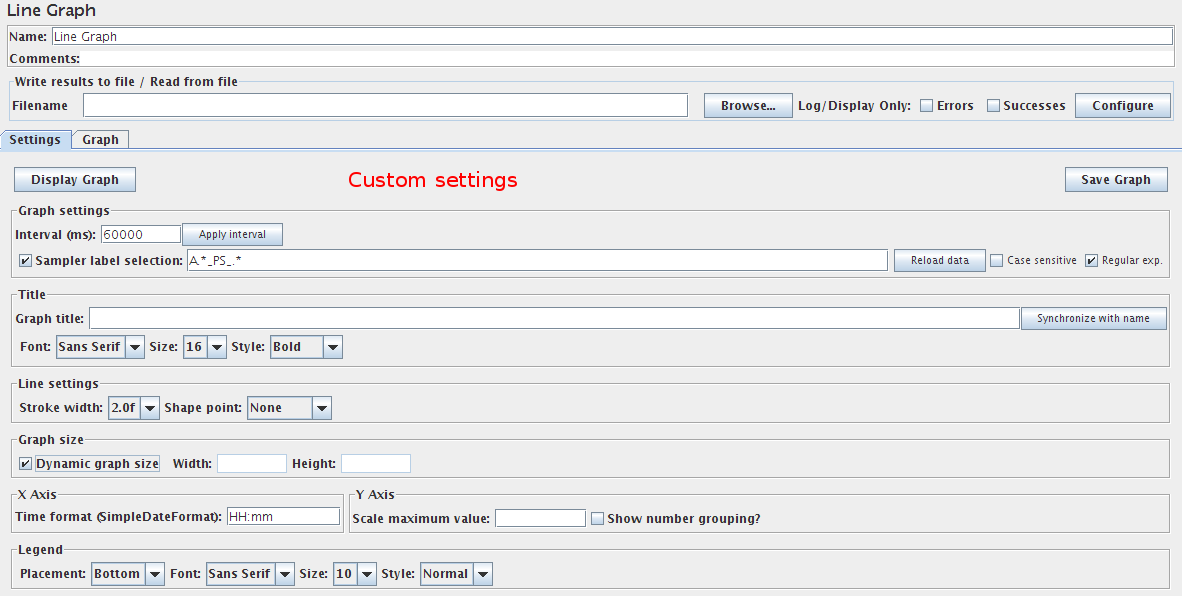 Line Graph
Name: Line Graph
Comments:
Write results to file / Read from file
Filename Browse... Log/Display Only: Errors Successes Configure
Settings Graph
Display Graph Custom settings Save Graph
Graph settings
Interval (ms): 60000 Apply interval
Sampler label selection: A.*_PS_.* Reload data Case sensitive Regular exp.
Title
Graph title: Synchronize with name
Font: Sans Serif Size: 16 Style: Bold
Line settings
Stroke width: 2.0f Shape point: None
Graph size
Dynamic graph size Width: Height:
X Axis Y Axis
Time format (SimpleDateFormat): HH:mm Scale maximum value: Show number grouping?
Legend
Placement: Bottom Font: Sans Serif Size: 10 Style: Normal